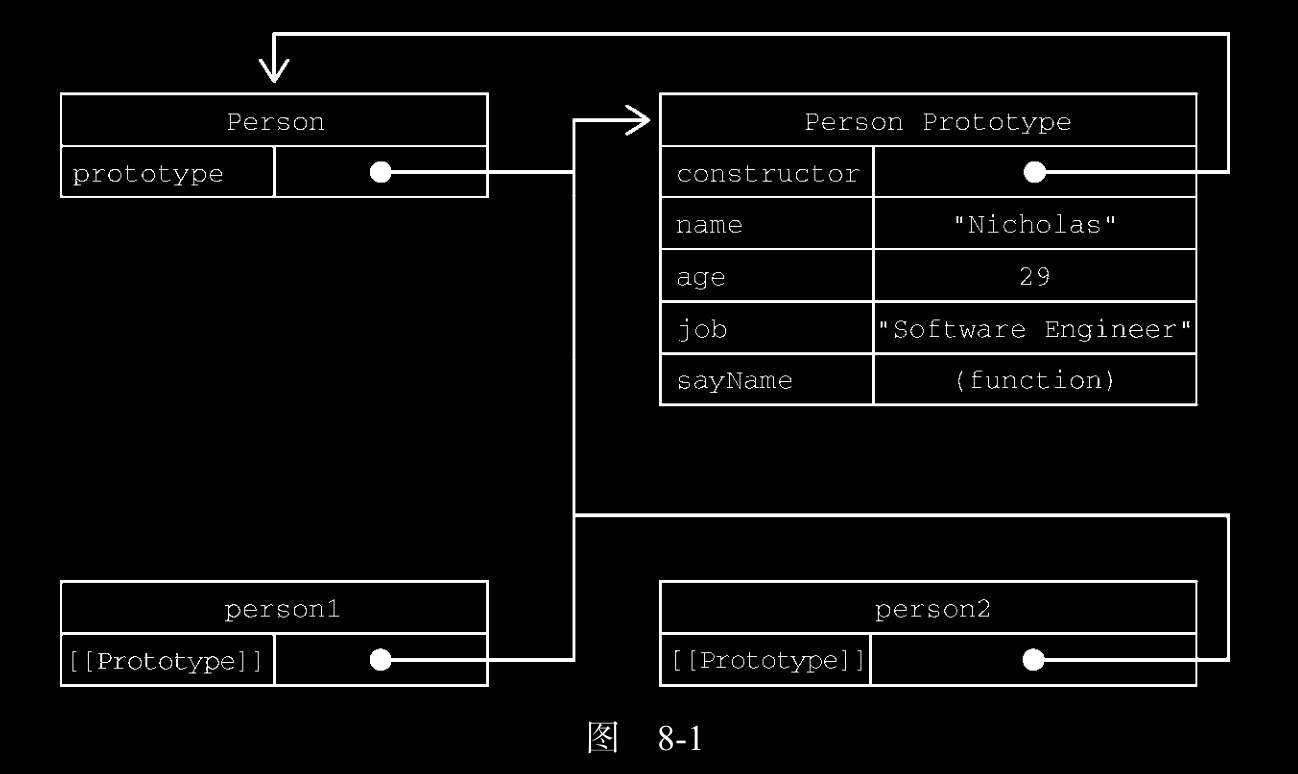 Person
prototype
Person Prototype
constructor
name "Nicholas"
age 29
job "Software Engineer"
sayName (function)
person1
[[Prototype]]
person2
[[Prototype]]
图 8-1